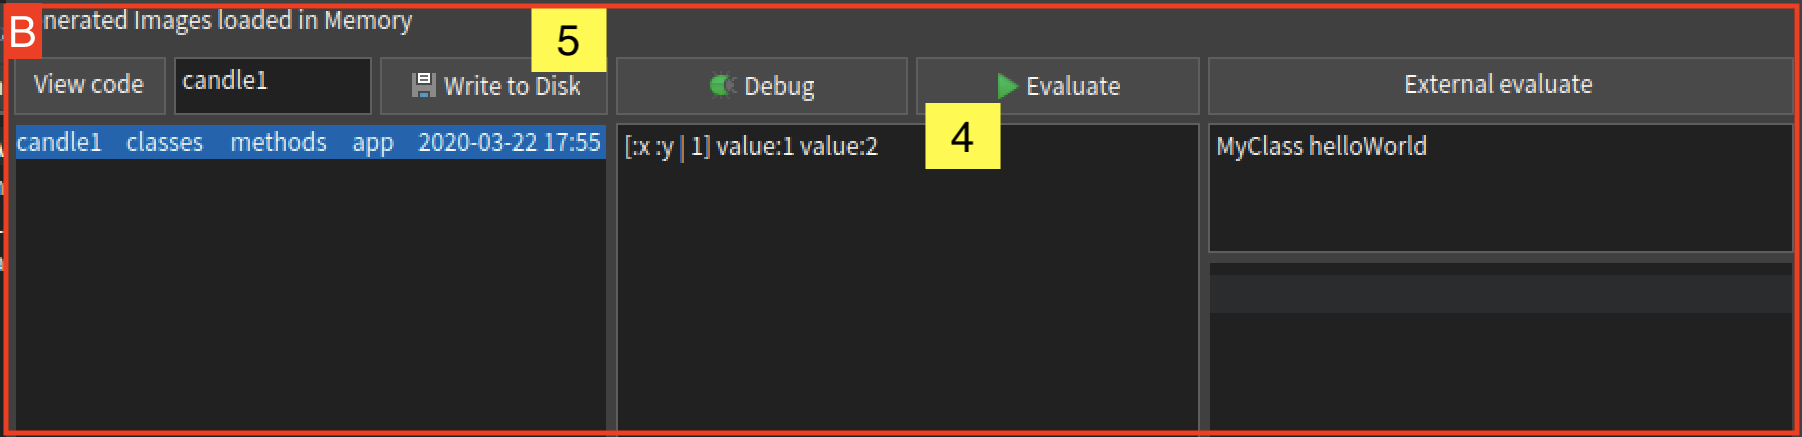 B
nerated Images loaded in Memory
5
View code
candle1
Write to Disk
Debug
Evaluate
External evaluate
4
candle1 classes methods app 2020-03-22 17:55
[:x :y | 1] value:1 value:2
MyClass helloWorld